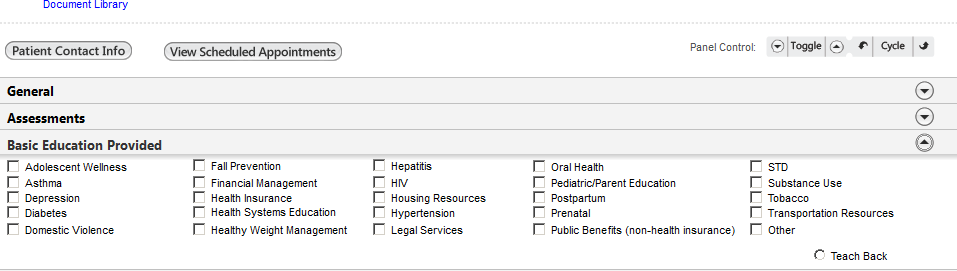 Document Library
Patient Contact Info View Scheduled Appointments Panel Control: Toggle Cycle
General
Assessments
Basic Education Provided
Adolescent Wellness Fall Prevention Hepatitis Oral Health STD
Asthma Financial Management HIV Pediatric/Parent Education Substance Use
Depression Health Insurance Housing Resources Postpartum Tobacco
Diabetes Health Systems Education Hypertension Prenatal Transportation Resources
Domestic Violence Healthy Weight Management Legal Services Public Benefits (non-health insurance) Other
Teach Back